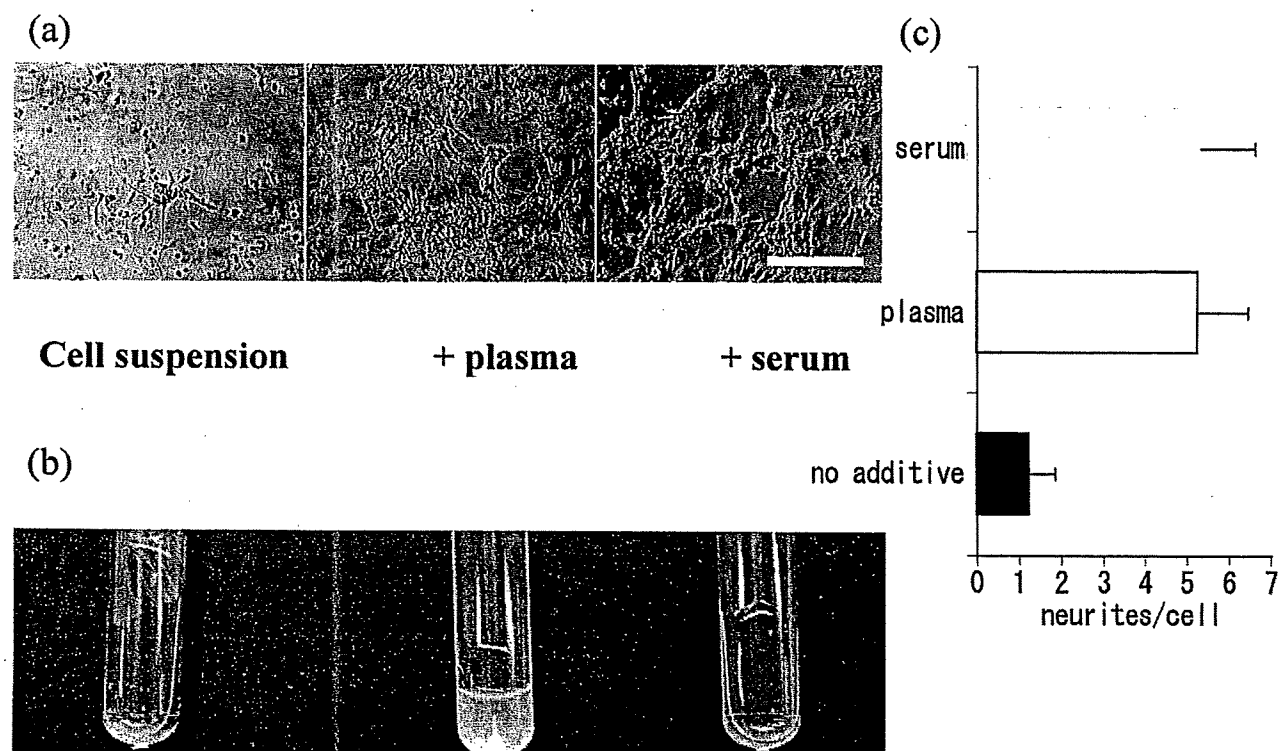 (a)
(c)
serum
plasma
no additive
0 1 2 3 4 5 6 7
neurites/cell
Cell suspension
+ plasma
+ serum
(b)